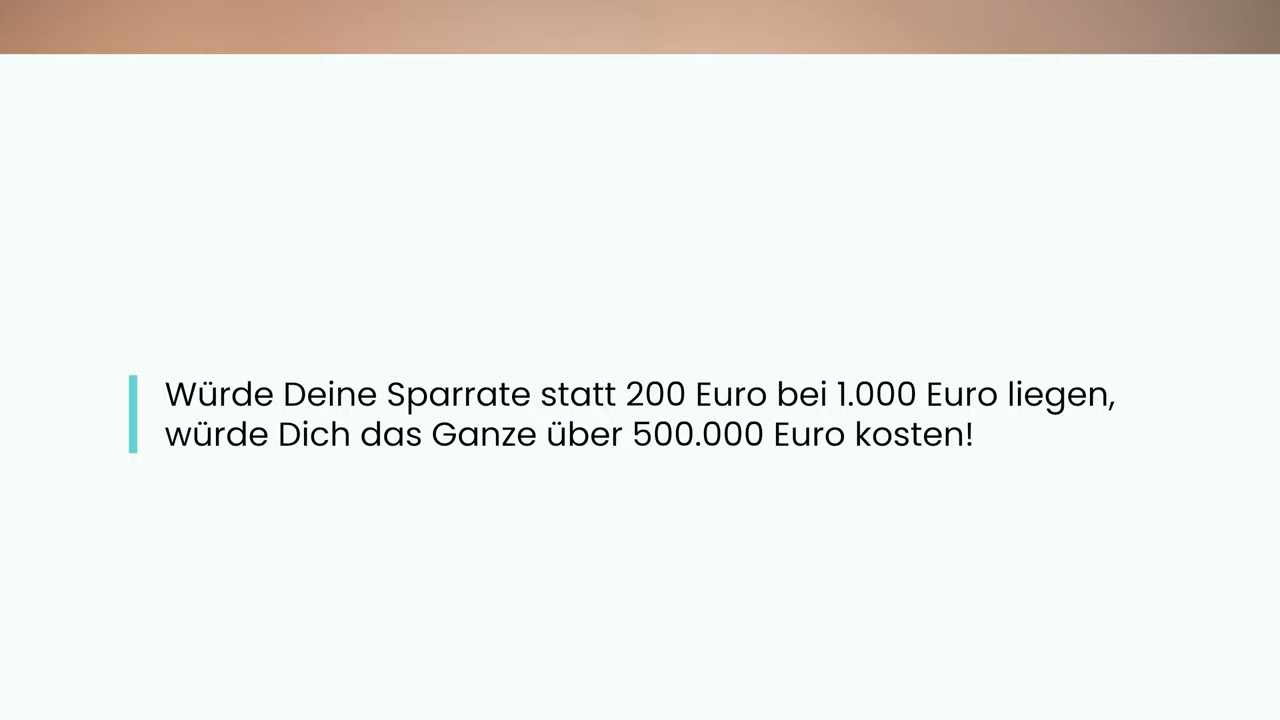 Würde Deine Sparrate statt 200 Euro bei 1.000 Euro liegen,
würde Dich das Ganze über 500.000 Euro kosten!